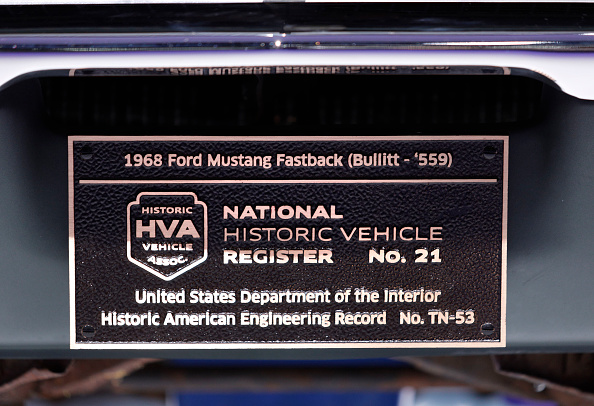 1968 Ford Mustang Fastback (Bullitt - '559)
HISTORIC
HVA
VEHICLE
ASSOC.
NATIONAL
HISTORIC VEHICLE
REGISTER No. 21
United States Department of the Interior
Historic American Engineering Record No. TN-53